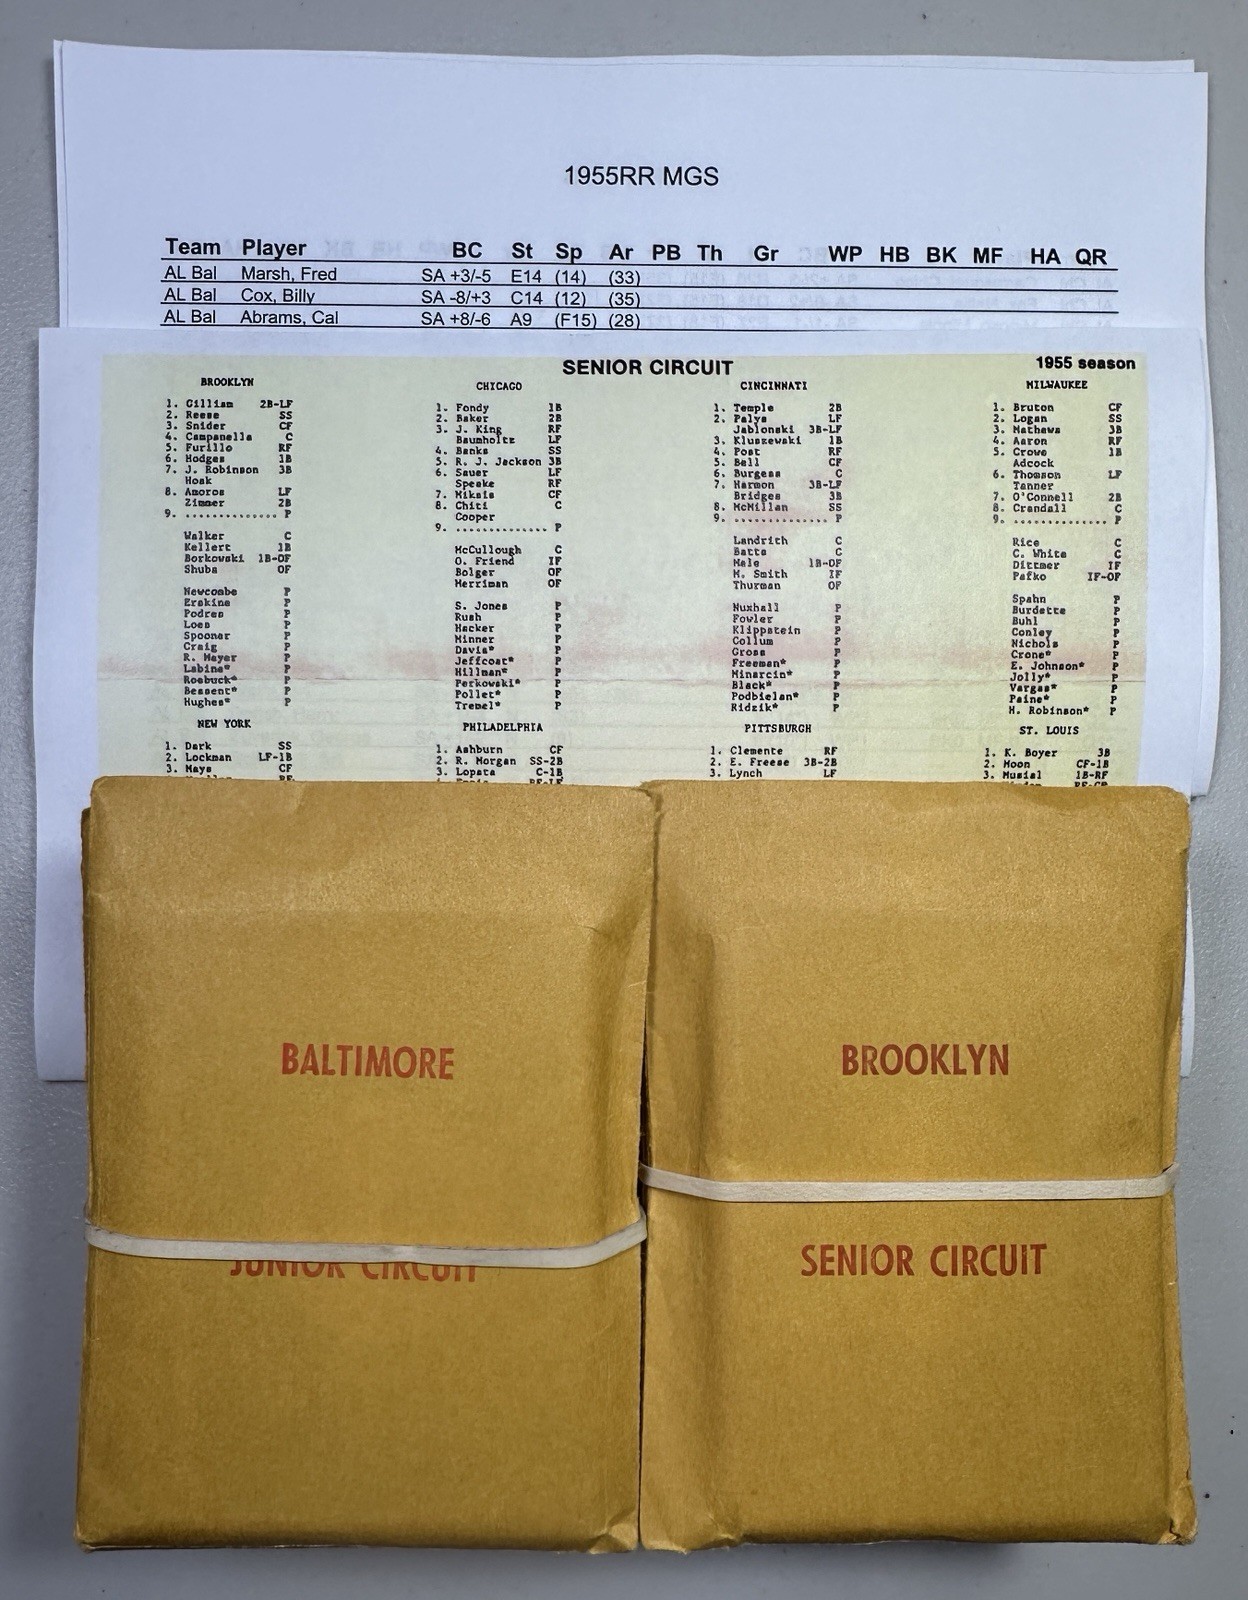 1955RR MGS
Team Player BC St Sp Ar PB Th Gr WP HB BK MF HA QR
AL Bal Marsh, Fred SA +3/-5 E14 (14) (33)
AL Bal Cox, Billy SA -8/+3 C14 (12) (35)
AL Bal Abrams, Cal SA +8/-6 A9 (F15) (28)
SENIOR CIRCUIT 1955 season
BROOKLYN
1. Gilliam 2B-LF
2. Reese SS
3. Snider CF
4. Campanella C
5. Furillo RF
6. Hodges 1B
7. J. Robinson 3B
Hoak
8. Amoros LF
Zimmer 2B
9. .............. P
Walker C
Kellert 1B
Borkowski 1B-OF
Shuba OF
Newcombe P
Erskine P
Podres P
Loes P
Spooner P
Craig P
R. Meyer P
Labine* P
Roebuck* P
Bessent* P
Hughes* P
CHICAGO
1. Fondy 1B
2. Baker 2B
3. J. King RF
Baumholtz LF
4. Banks SS
5. R. J. Jackson 3B
6. Sauer LF
Speake RF
7. Miksis CF
8. Chiti C
Cooper
9. .............. P
McCullough C
O. Friend IF
Bolger OF
Merriman OF
S. Jones P
Rush P
Hacker P
Minner P
Davis* P
Jeffcoat* P
Hillman* P
Perkowski* P
Pollet* P
Tremel* P
CINCINNATI
1. Temple 2B
2. Palys LF
Jablonski 3B-LF
3. Kluszewski 1B
4. Post RF
5. Bell CF
6. Burgess C
7. Harmon 3B-LF
Bridges 3B
8. McMillan SS
9. .............. P
Landrith C
Batts C
Mele 1B-OF
M. Smith IF
Thurman OF
Nuxhall P
Fowler P
Klippstein P
Collum P
Gross P
Freeman* P
Minarcin* P
Black* P
Podbielan* P
Ridzik* P
MILWAUKEE
1. Bruton CF
2. Logan SS
3. Mathews 3B
4. Aaron RF
5. Crowe 1B
Adcock
6. Thomson LF
Tanner
7. O'Connell 2B
8. Crandall C
9. .............. P
Rice C
C. White C
Dittmer IF
Pafko IF-OF
Spahn P
Burdette P
Buhl P
Conley P
Nichols P
Crone* P
E. Johnson* P
Jolly* P
Vargas* P
Paine* P
H. Robinson* P
NEW YORK
1. Dark SS
2. Lockman LF-1B
3. Mays CF
PHILADELPHIA
1. Ashburn CF
2. R. Morgan SS-2B
3. Lopata C-1B
PITTSBURGH
1. Clemente RF
2. E. Freese 3B-2B
3. Lynch LF
ST. LOUIS
1. K. Boyer 3B
2. Moon CF-1B
3. Musial 1B-RF
BALTIMORE
JUNIOR CIRCUIT
BROOKLYN
SENIOR CIRCUIT